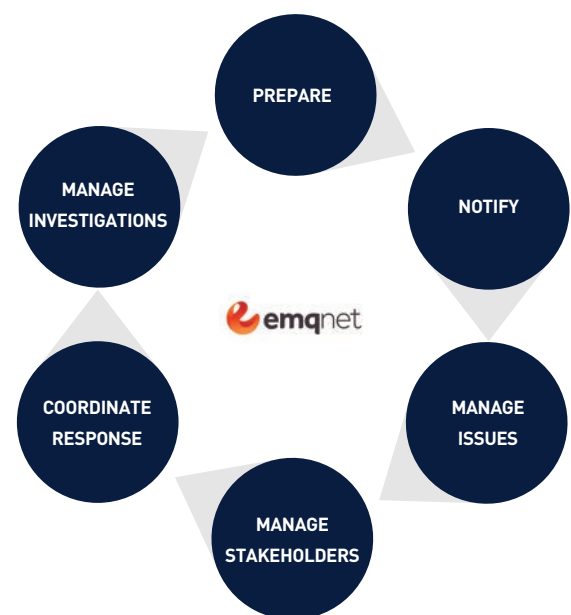 PREPARE
NOTIFY
MANAGE
ISSUES
MANAGE
STAKEHOLDERS
COORDINATE
RESPONSE
MANAGE
INVESTIGATIONS
emqnet